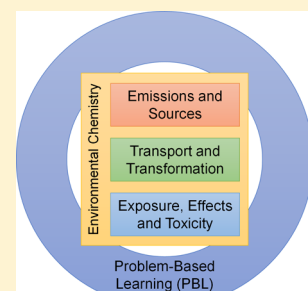 Environmental Chemistry
Emissions and
Sources
Transport and
Transformation
Exposure, Effects
and Toxicity
Problem-Based
Learning (PBL)